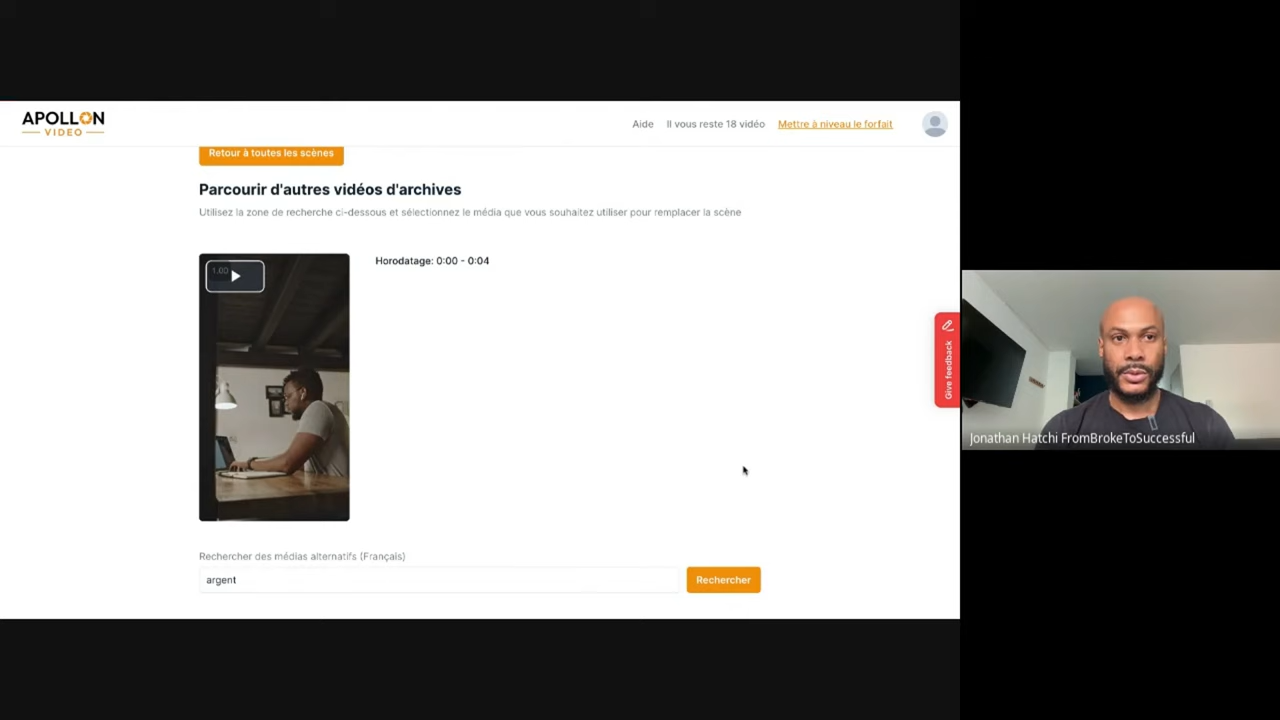 APOLLON
VIDEO
Aide
Il vous reste 18 vidéo
Mettre à niveau le forfait
Retour à toutes les scènes
Parcourir d'autres vidéos d'archives
Utilisez la zone de recherche ci-dessous et sélectionnez le média que vous souhaitez utiliser pour remplacer la scène
1.00
Horodatage: 0:00 - 0:04
Give feedback
Jonathan Hatchi FromBrokeToSuccessful
Rechercher des médias alternatifs (Français)
argent
Rechercher